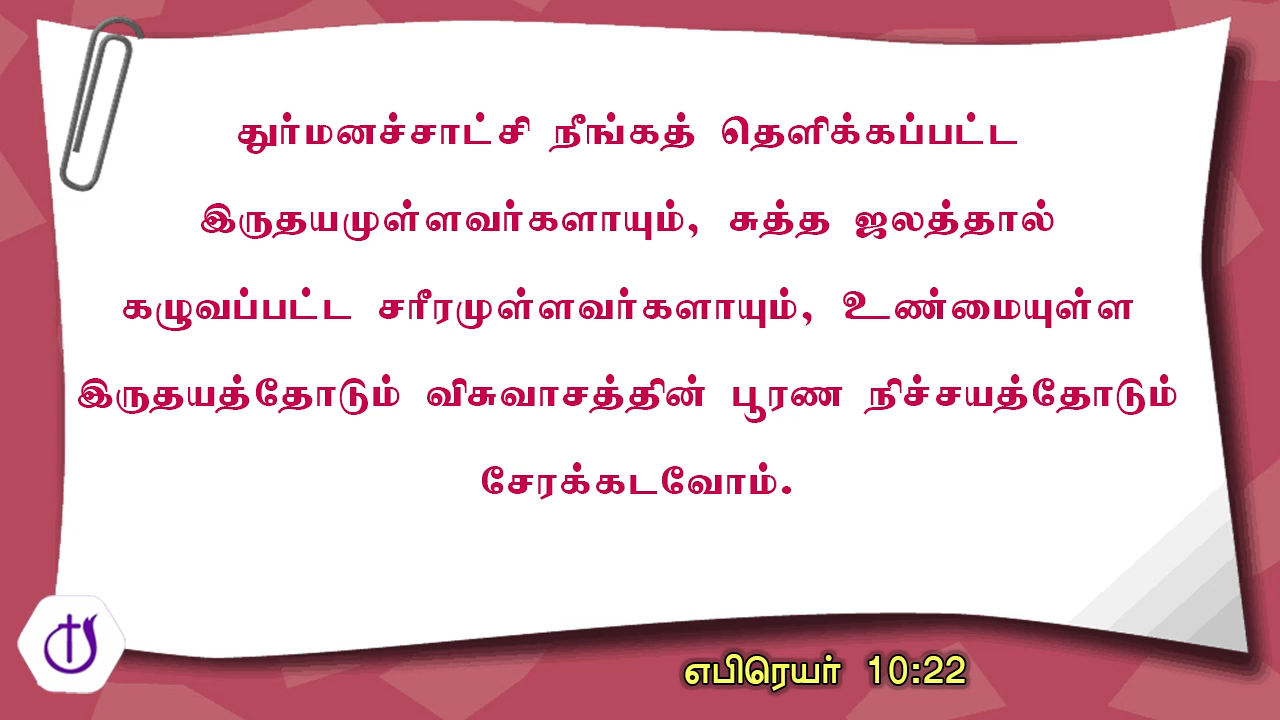 துர்மனச்சாட்சி நீங்கத் தெளிக்கப்பட்ட
இருதயமுள்ளவர்களாயும், சுத்த ஜலத்தால்
கழுவப்பட்ட சரீரமுள்ளவர்களாயும், உண்மையுள்ள
இருதயத்தோடும் விசுவாசத்தின் பூரண நிச்சயத்தோடும்
சேரக்கடவோம்.
எபிரெயர் 10:22